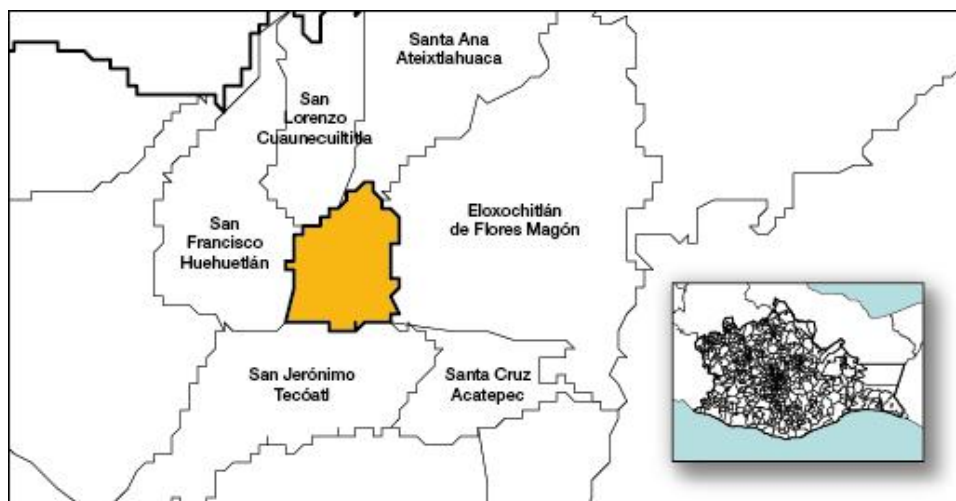 Santa Ana
Ateixtlahuaca
San
Lorenzo
Cuaunecuiltitla
San
Francisco
Huehuetlán
Eloxochitlán
de Flores Magón
San Jerónimo
Tecóatl
Santa Cruz
Acatepec